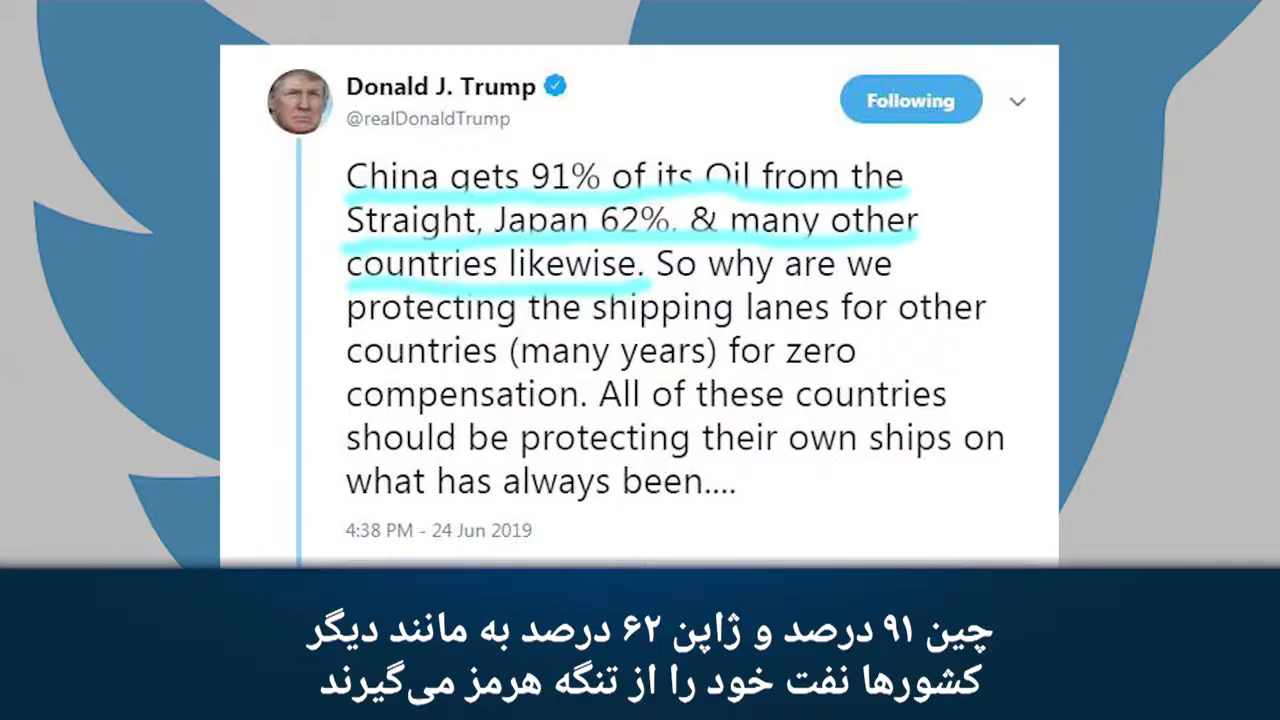 Donald J. Trump
@realDonaldTrump
Following
China gets 91% of its Oil from the
Straight, Japan 62%, & many other
countries likewise. So why are we
protecting the shipping lanes for other
countries (many years) for zero
compensation. All of these countries
should be protecting their own ships on
what has always been....
4:38 PM - 24 Jun 2019
چین ۹۱ درصد و ژاپن ۶۲ درصد به مانند دیگر
کشورها نفت خود را از تنگه هرمز می‌گیرند